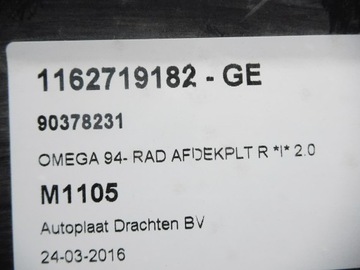 1162719182 - GE
90378231
OMEGA 94- RAD AFDEKPLT R *I* 2.0
M1105
Autoplaat Drachten BV
24-03-2016